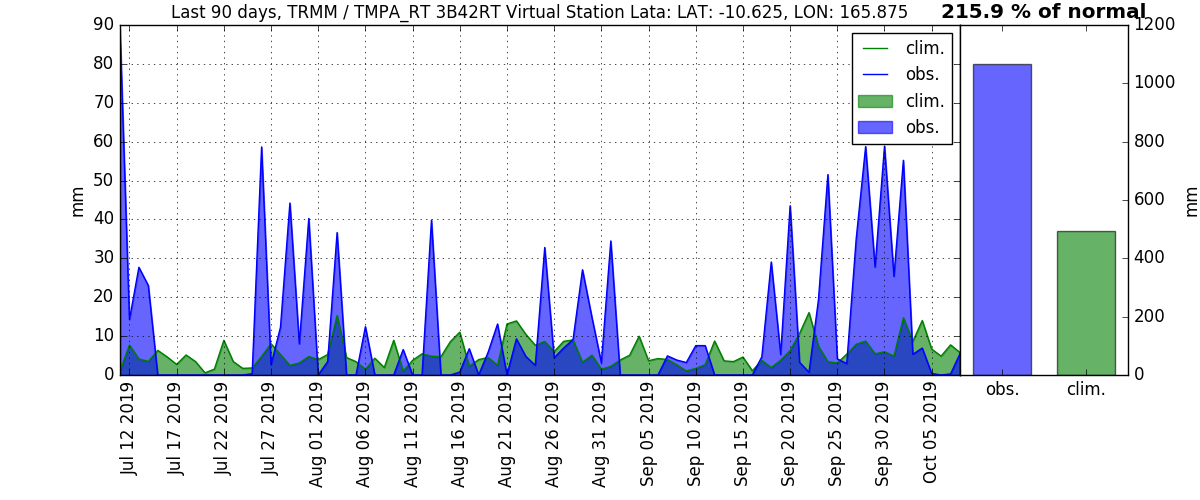 Last 90 days, TRMM / TMPA_RT 3B42RT Virtual Station Lata: LAT: -10.625, LON: 165.875
215.9 % of normal
90
80
70
60
50
40
30
20
10
0
mm
clim.
obs.
clim.
obs.
1200
1000
800
600
400
200
0
mm
Jul 12 2019
Jul 17 2019
Jul 22 2019
Jul 27 2019
Aug 01 2019
Aug 06 2019
Aug 11 2019
Aug 16 2019
Aug 21 2019
Aug 26 2019
Aug 31 2019
Sep 05 2019
Sep 10 2019
Sep 15 2019
Sep 20 2019
Sep 25 2019
Sep 30 2019
Oct 05 2019
obs.
clim.